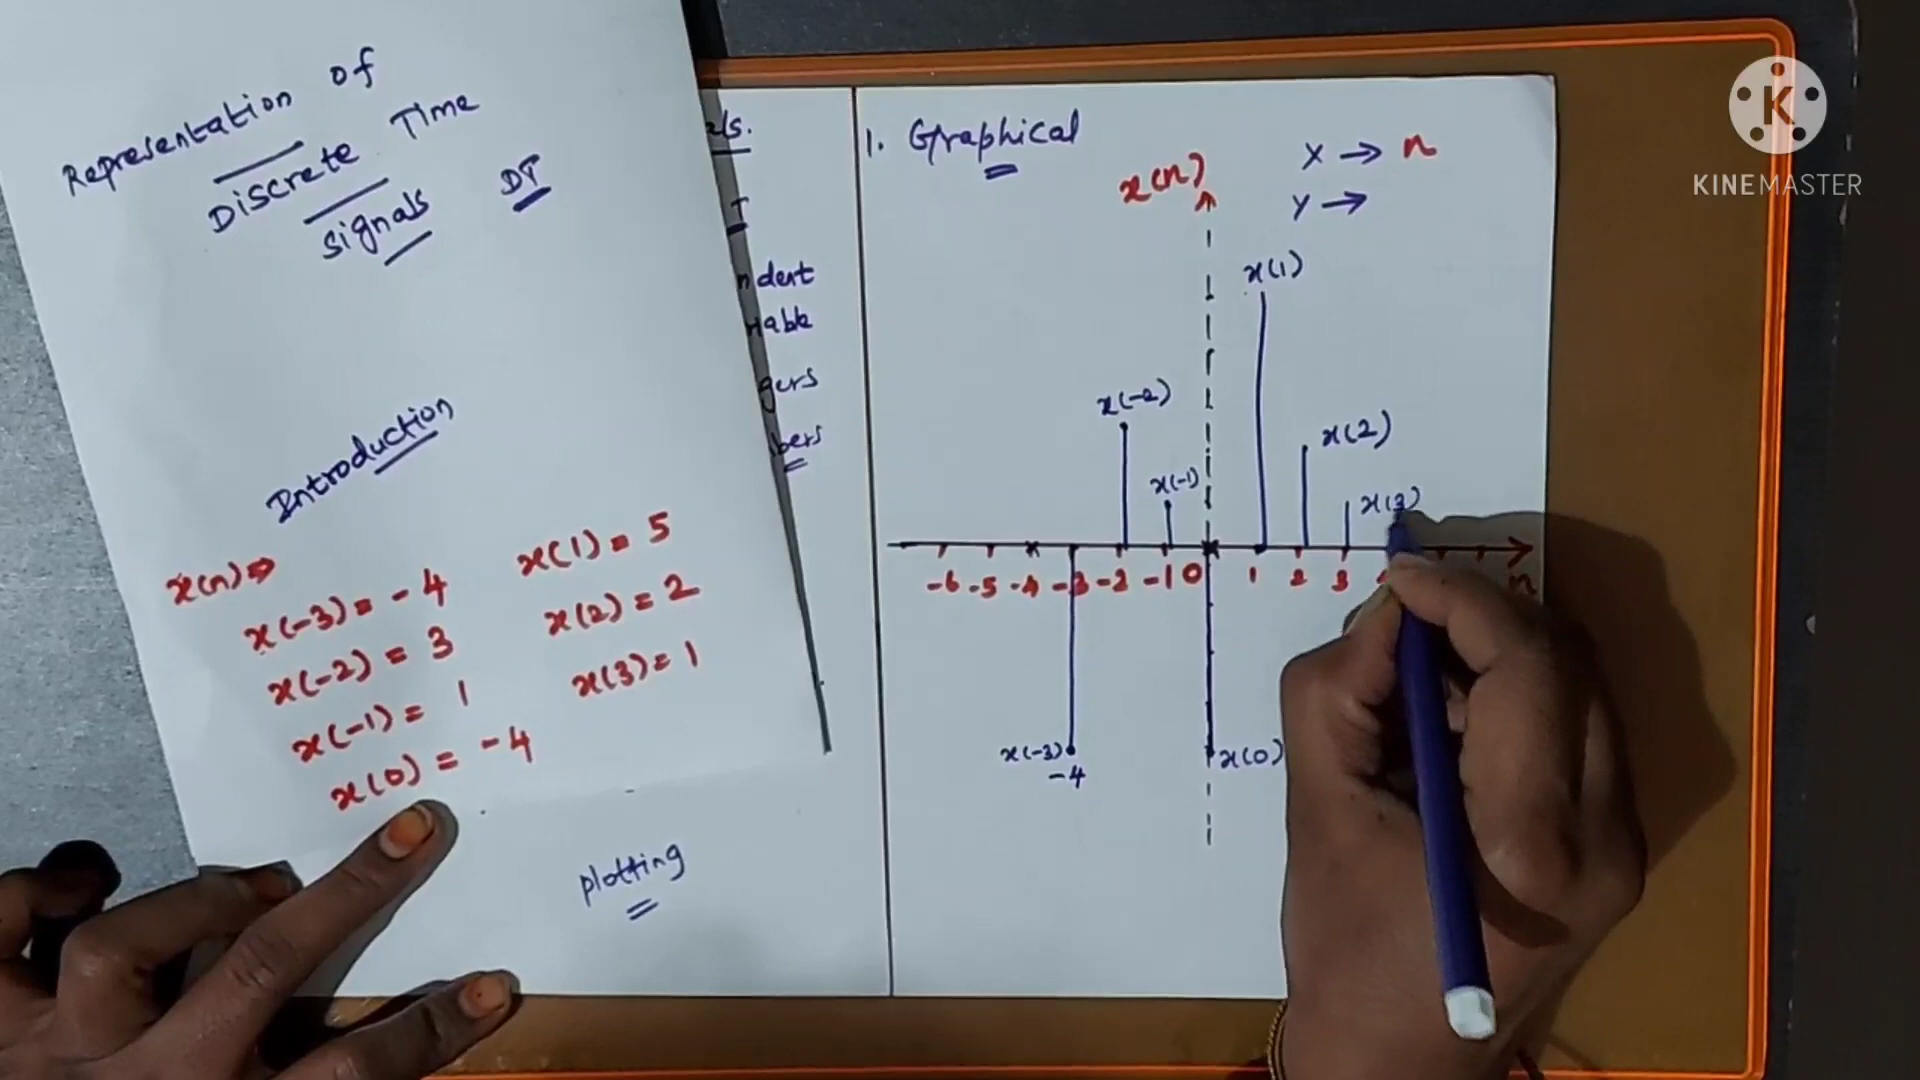 Representation of
Discrete Time
signals DT
Introduction
x(n)⇒
x(-3) = -4
x(-2) = 3
x(-1) = 1
x(0) = -4
x(1) = 5
x(2) = 2
x(3) = 1
plotting
als.
T
ndent
iable
gers
bers
1. Graphical
x(n)
X → n
Y →
x(1)
x(-2)
x(2)
x(-1)
x(3)
-6 -5 -4 -3 -2 -1 0 1 2 3
n
x(-3)
-4
x(0)
K
KINEMASTER